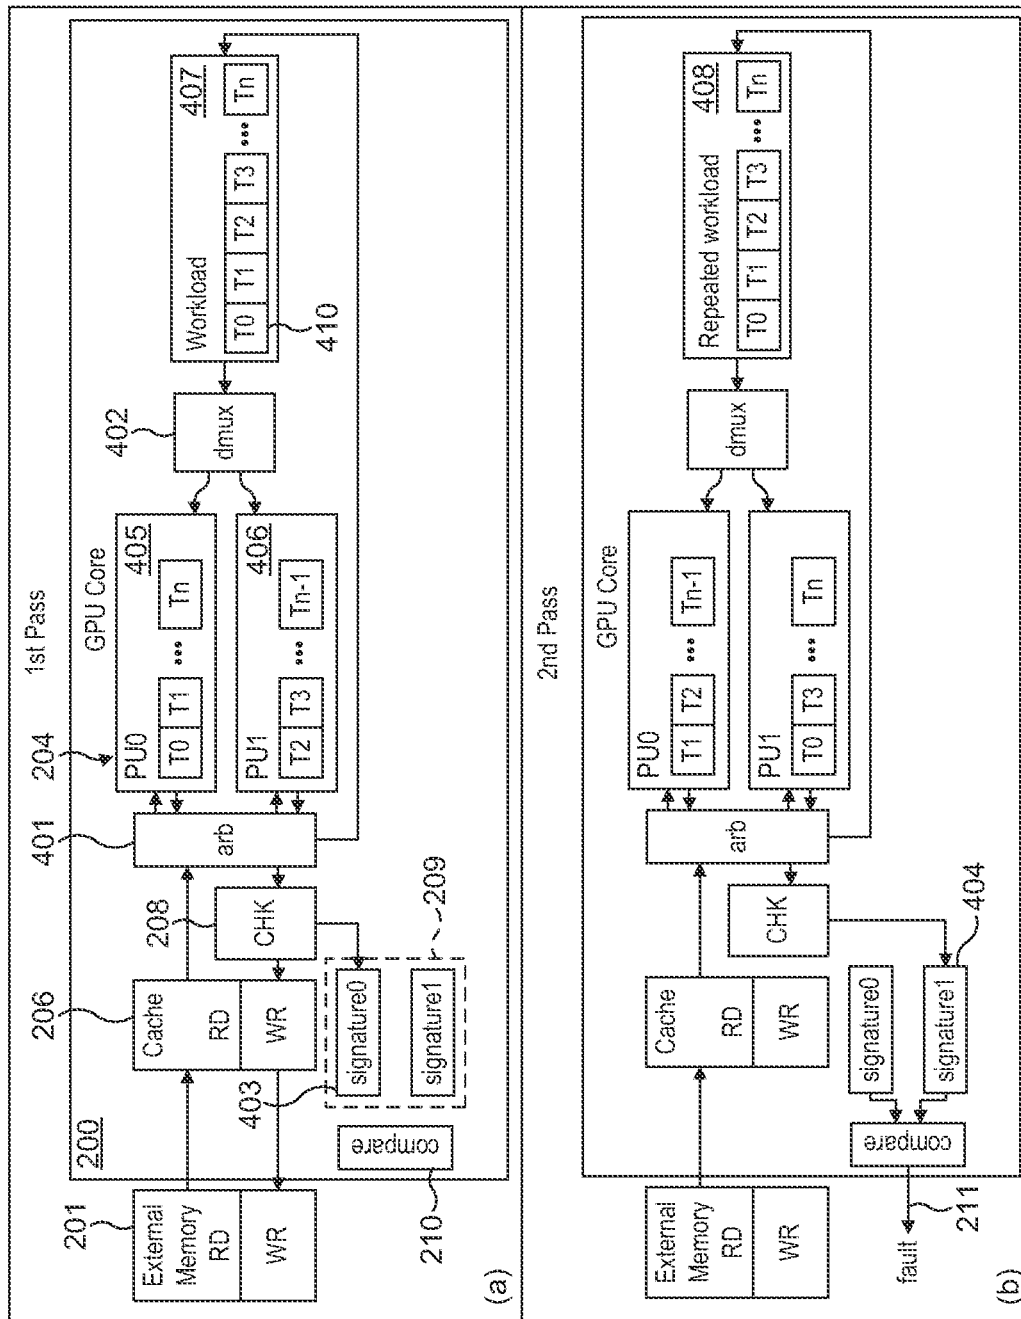 1st Pass
200
201
External
Memory
RD
WR
206
Cache
RD
WR
208
CHK
403
signature0
signature1
209
compare
210
401
arb
204
GPU Core
PU0
405
T0 T1 ••• Tn
PU1
406
T2 T3 ••• Tn-1
402
dmux
Workload
407
T0 T1 T2 T3 ••• Tn
410
(a)
2nd Pass
External
Memory
RD
WR
Cache
RD
WR
CHK
signature0
signature1
404
compare
211
fault
arb
GPU Core
PU0
T1 T2 ••• Tn-1
PU1
T0 T3 ••• Tn
dmux
Repeated workload
408
T0 T1 T2 T3 ••• Tn
(b)